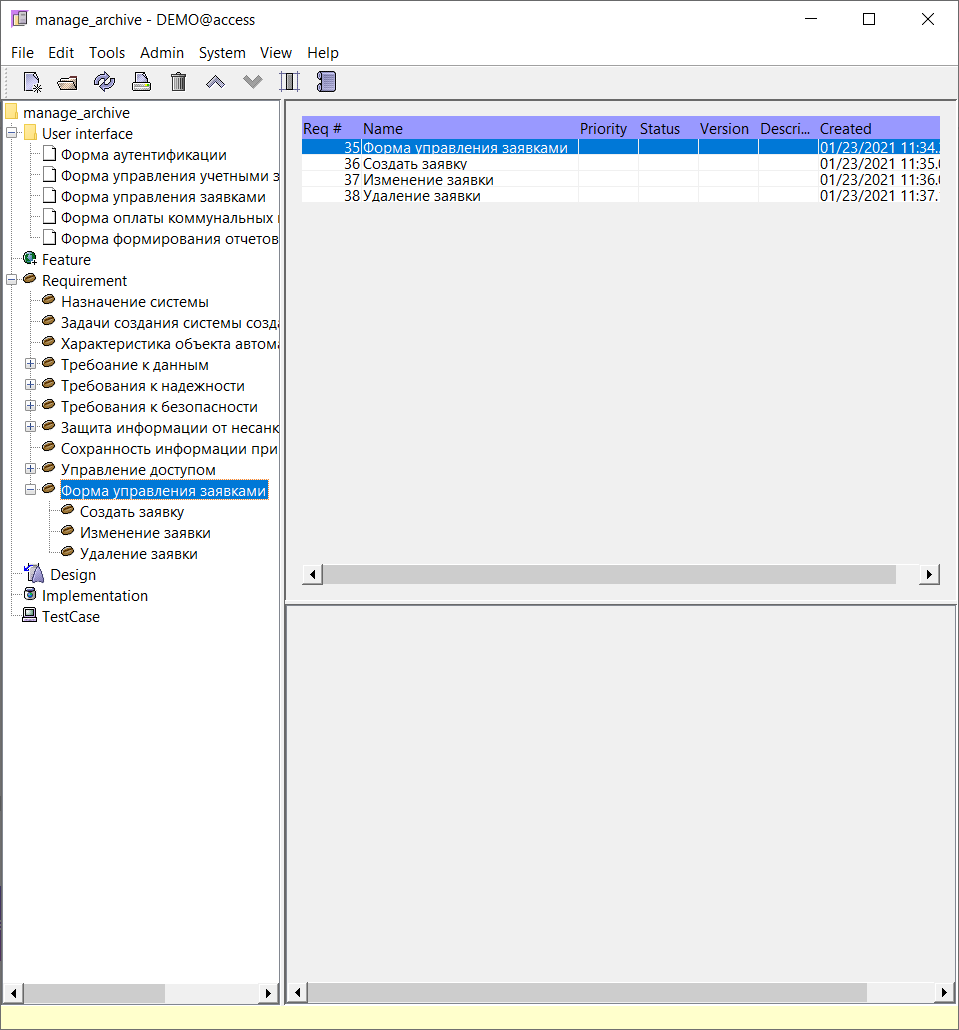 manage_archive - DEMO@access
File Edit Tools Admin System View Help
manage_archive
User interface
Форма аутентификации
Форма управления учетными з
Форма управления заявками
Форма оплаты коммунальных
Форма формирования отчетов
Feature
Requirement
Назначение системы
Задачи создания системы созд
Характеристика объекта автом
Требоание к данным
Требования к надежности
Требования к безопасности
Защита информации от несанк
Сохранность информации при
Управление доступом
Форма управления заявками
Создать заявку
Изменение заявки
Удаление заявки
Design
Implementation
TestCase
Req # Name Priority Status Version Descri... Created
35 Форма управления заявками 01/23/2021 11:34.
36 Создать заявку 01/23/2021 11:35.
37 Изменение заявки 01/23/2021 11:36.
38 Удаление заявки 01/23/2021 11:37.